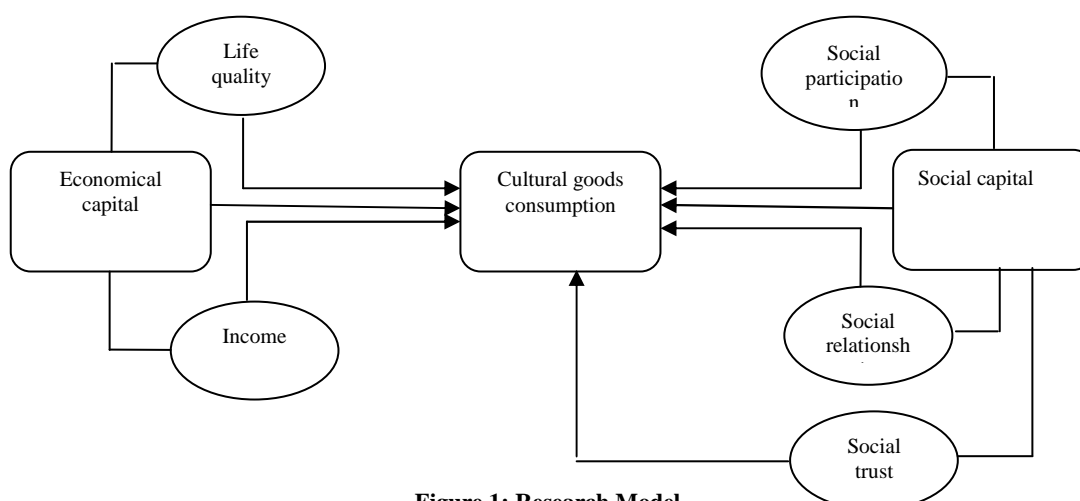 Life
quality
Social
participatio
n
Economical
capital
Cultural goods
consumption
Social capital
Income
Social
relationsh
Social
trust
Figure 1: Research Model